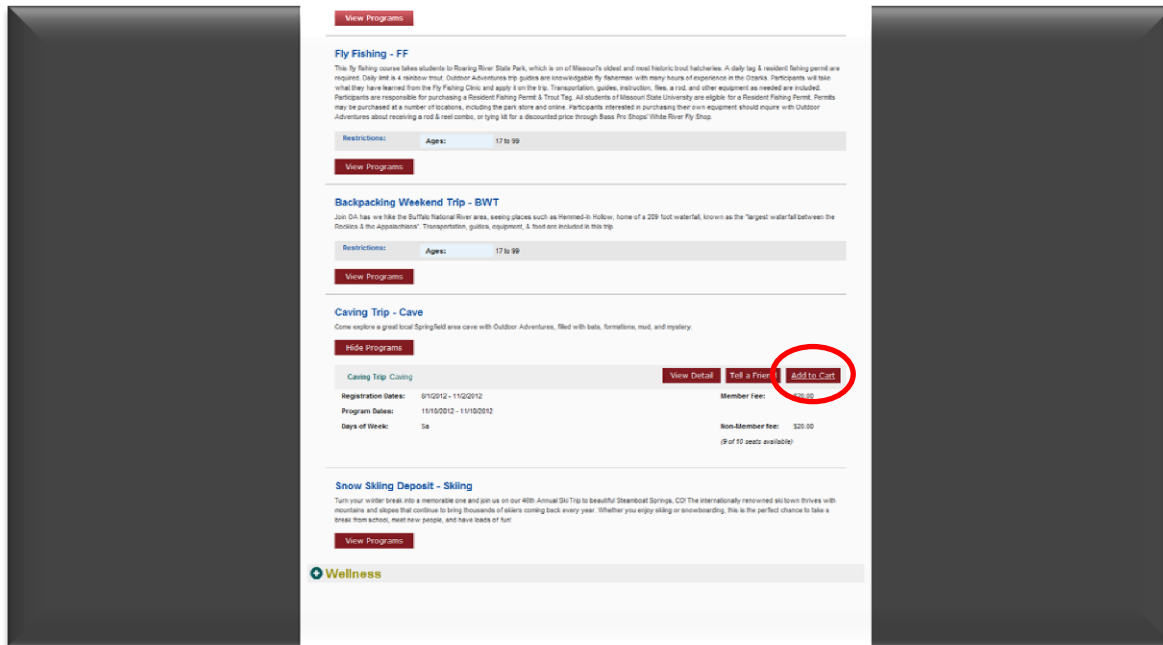 View Programs
Fly Fishing - FF
This fly fishing course takes students to Roaring River State Park, which is on of Missouri's oldest and most historic trout hatcheries. A daily tag & resident fishing permit are
required. Daily limit is 4 rainbow trout. Outdoor Adventures trip guides are knowledgable fly fisherman with many hours of experience in the Ozarks. Participants will take
what they have learned from the Fly Fishing Clinic and apply it on the trip. Transportation, guides, instruction, flies, a rod, and other equipment as needed are included.
Participants are responsible for purchasing a Resident Fishing Permit & Trout Tag. All students of Missouri State University are eligible for a Resident Fishing Permit. Permits
may be purchased at a number of locations, including the park store and online. Participants interested in purchasing their own equipment should inquire with Outdoor
Adventures about receiving a rod & reel combo, or tying kit for a discounted price through Bass Pro Shops' White River Fly Shop.
Restrictions: Ages: 17 to 99
View Programs
Backpacking Weekend Trip - BWT
Join OA has we hike the Buffalo National River area, seeing places such as Hemmed-In Hollow, home of a 209 foot waterfall, known as the "largest waterfall between the
Rockies & the Appalachians". Transportation, guides, equipment, & food are included in this trip.
Restrictions: Ages: 17 to 99
View Programs
Caving Trip - Cave
Come explore a great local Springfield area cave with Outdoor Adventures, filled with bats, formations, mud, and mystery.
Hide Programs
Caving Trip Caving View Detail Tell a Friend Add to Cart
Registration Dates: 8/1/2012 - 11/2/2012 Member Fee: $20.00
Program Dates: 11/10/2012 - 11/10/2012
Days of Week: Sa Non-Member fee: $20.00
(9 of 10 seats available)
Snow Skiing Deposit - Skiing
Turn your winter break into a memorable one and join us on our 46th Annual Ski Trip to beautiful Steamboat Springs, CO! The internationally renowned ski town thrives with
mountains and slopes that continue to bring thousands of skiers coming back every year. Whether you enjoy skiing or snowboarding, this is the perfect chance to take a
break from school, meet new people, and have loads of fun!
View Programs
Wellness